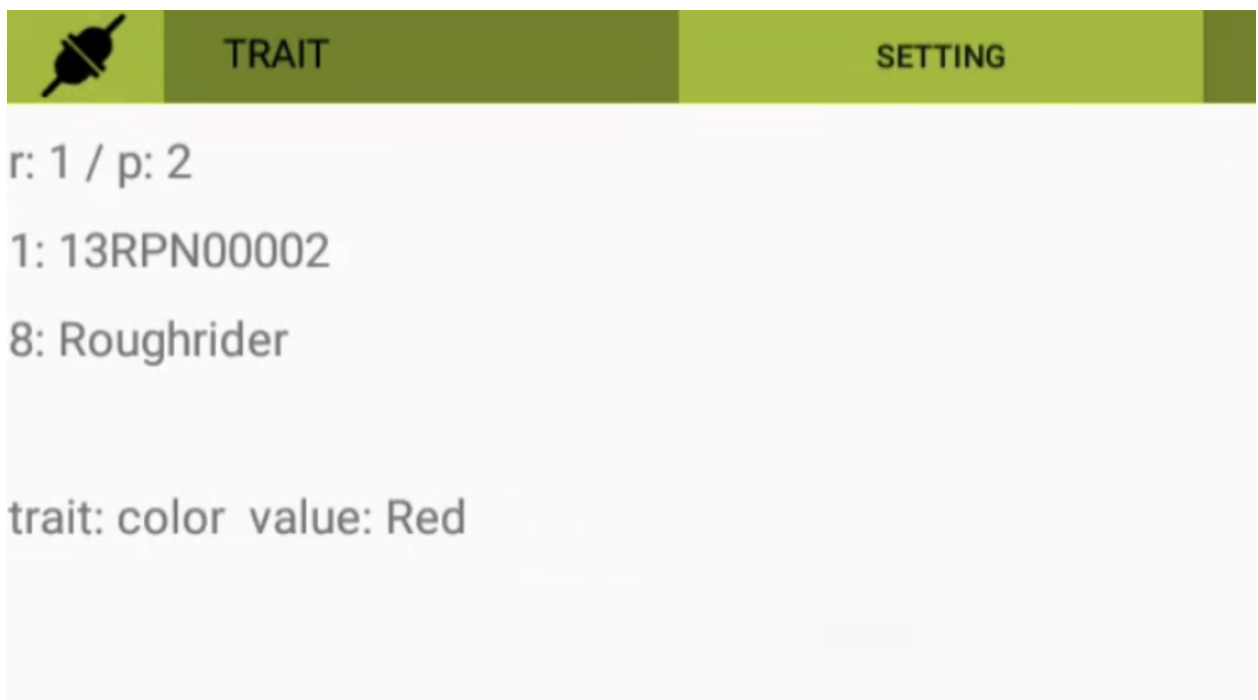 TRAIT
SETTING
r: 1 / p: 2
1: 13RPN00002
8: Roughrider
trait: color value: Red